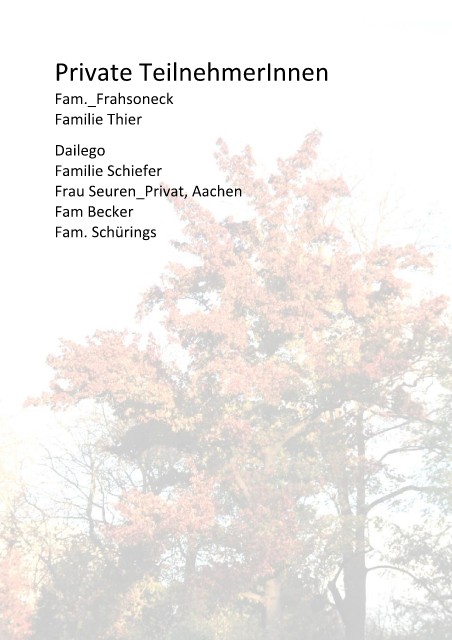 Private TeilnehmerInnen
Fam._Frahsoneck
Familie Thier
Dailego
Familie Schiefer
Frau Seuren_Privat, Aachen
Fam Becker
Fam. Schürings